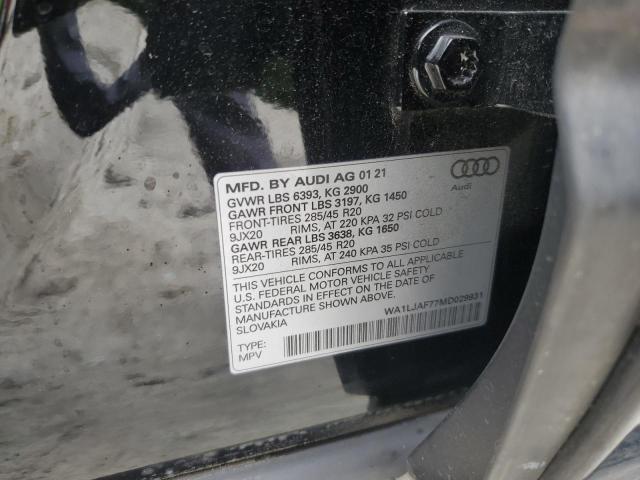 MFD. BY AUDI AG 01 21
GVWR LBS 6393, KG 2900
GAWR FRONT LBS 3197, KG 1450
FRONT-TIRES 285/45 R20
9JX20 RIMS, AT 220 KPA 32 PSI COLD
GAWR REAR LBS 3638, KG 1650
REAR-TIRES 285/45 R20
9JX20 RIMS, AT 240 KPA 35 PSI COLD
THIS VEHICLE CONFORMS TO ALL APPLICABLE
U.S. FEDERAL MOTOR VEHICLE SAFETY
STANDARDS IN EFFECT ON THE DATE OF
MANUFACTURE SHOWN ABOVE.
SLOVAKIA
WA1LJAF77MD029931
TYPE:
MPV
Audi